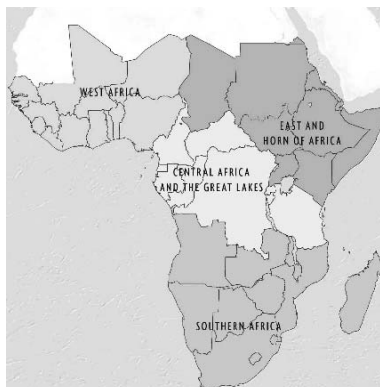 WEST AFRICA
EAST AND
HORN OF AFRICA
CENTRAL AFRICA
AND THE GREAT LAKES
SOUTHERN AFRICA